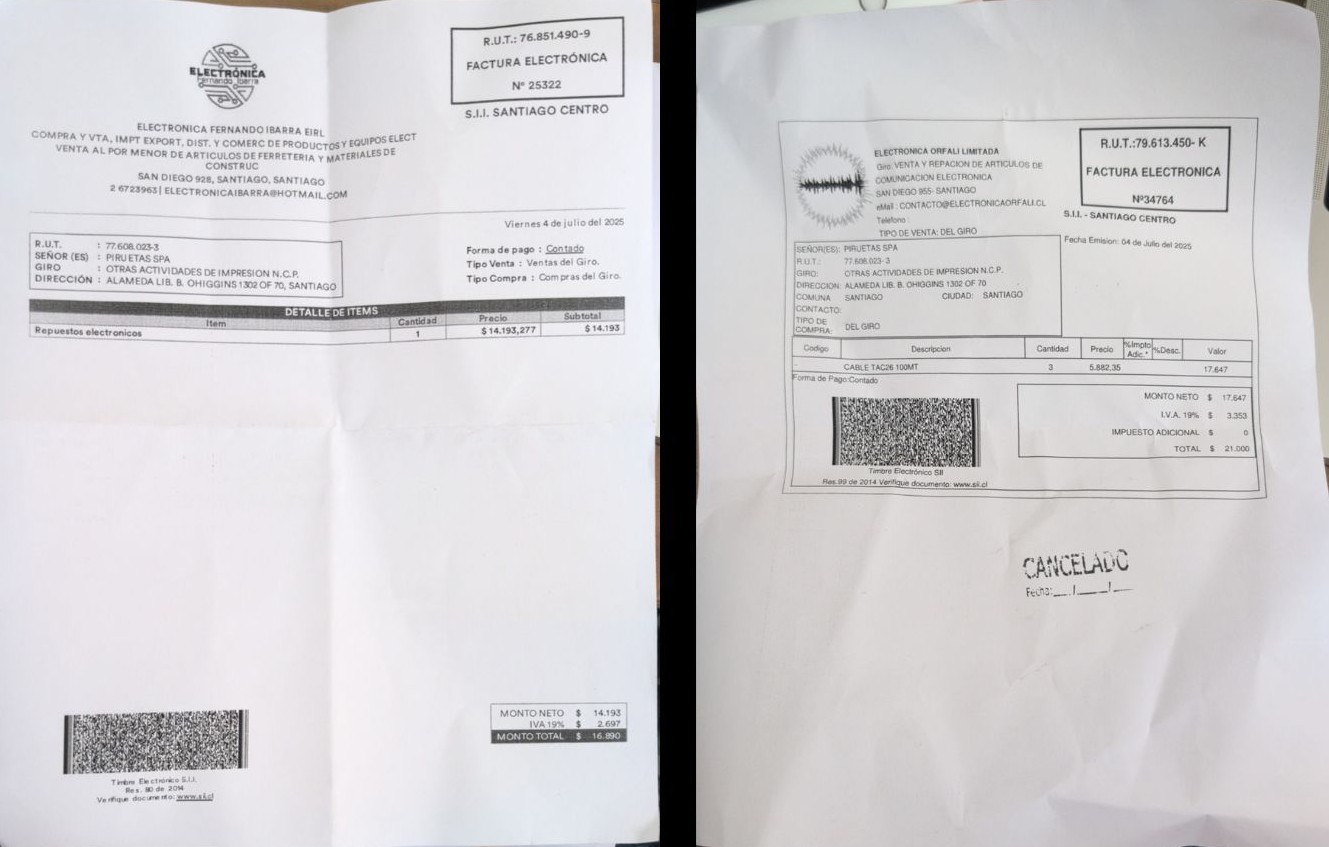 ELECTRÓNICA
Fernando Ibarra
R.U.T.: 76.851.490-9
FACTURA ELECTRÓNICA
N° 25322
S.I.I. SANTIAGO CENTRO
ELECTRONICA FERNANDO IBARRA EIRL
COMPRA Y VTA, IMPT EXPORT, DIST. Y COMERC DE PRODUCTOS Y EQUIPOS ELECT
VENTA AL POR MENOR DE ARTICULOS DE FERRETERIA Y MATERIALES DE
CONSTRUC
SAN DIEGO 928, SANTIAGO, SANTIAGO
2 6723963 | ELECTRONICAIBARRA@HOTMAIL.COM
Viernes 4 de julio del 2025
R.U.T. : 77.608.023-3
SEÑOR (ES) : PIRUETAS SPA
GIRO : OTRAS ACTIVIDADES DE IMPRESION N.C.P.
DIRECCIÓN : ALAMEDA LIB. B. OHIGGINS 1302 OF 70, SANTIAGO
Forma de pago : Contado
Tipo Venta : Ventas del Giro.
Tipo Compra : Compras del Giro.
DETALLE DE ITEMS
Item Cantidad Precio Subtotal
Repuestos electronicos 1 $ 14.193,277 $ 14.193
MONTO NETO $ 14.193
IVA 19% $ 2.697
MONTO TOTAL $ 16.890
Timbre Electrónico S.I.I.
Res. 80 de 2014
Verifique documento: www.sii.cl
ELECTRONICA ORFALI LIMITADA
Giro: VENTA Y REPACION DE ARTICULOS DE
COMUNICACION ELECTRONICA
SAN DIEGO 955- SANTIAGO
eMail : CONTACTO@ELECTRONICAORFALI.CL
Telefono :
TIPO DE VENTA: DEL GIRO
R.U.T.:79.613.450- K
FACTURA ELECTRONICA
Nº34764
S.I.I. - SANTIAGO CENTRO
Fecha Emision: 04 de Julio del 2025
SEÑOR(ES): PIRUETAS SPA
R.U.T.: 77.608.023- 3
GIRO: OTRAS ACTIVIDADES DE IMPRESION N.C.P.
DIRECCION: ALAMEDA LIB. B. OHIGGINS 1302 OF 70
COMUNA SANTIAGO CIUDAD: SANTIAGO
CONTACTO:
TIPO DE
COMPRA: DEL GIRO
Codigo Descripcion Cantidad Precio %Impto Adic.* %Desc. Valor
CABLE TAC26 100MT 3 5.882,35 17.647
Forma de Pago:Contado
MONTO NETO $ 17.647
I.V.A. 19% $ 3.353
IMPUESTO ADICIONAL $ 0
TOTAL $ 21.000
Timbre Electrónico SII
Res.99 de 2014 Verifique documento: www.sii.cl
CANCELADO
Fecha:__/__/__